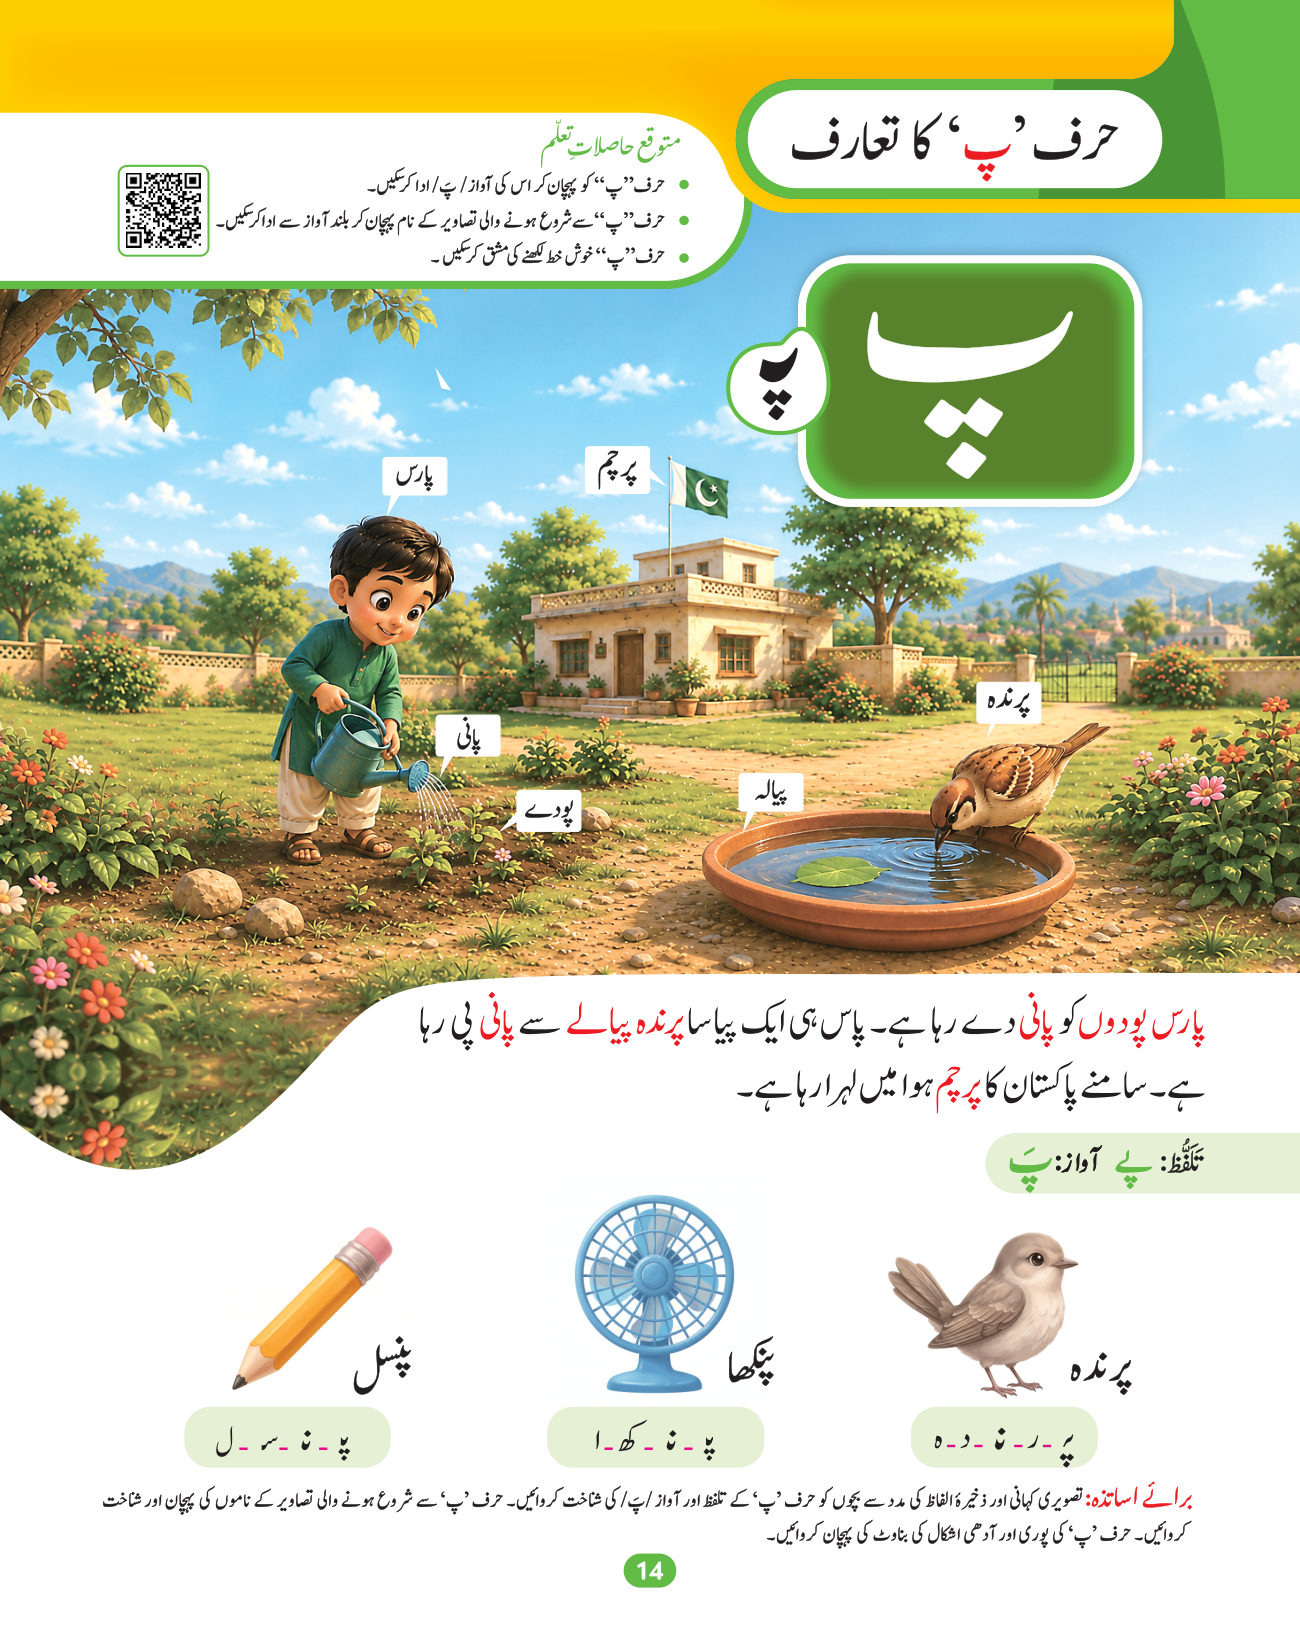 حرف ’پ‘ کا تعارف
متوقع حاصلاتِ تعلّم
حرف ”پ“ کو پہچان کر اس کی آواز /پَ/ ادا کر سکیں۔
حرف ”پ“ سے شروع ہونے والی تصاویر کے نام پہچان کر بلند آواز سے ادا کر سکیں۔
حرف ”پ“ خوش خط لکھنے کی مشق کر سکیں۔
پ
پ
پارس
پرچم
پرندہ
پانی
پیالہ
پودے
پارس پودوں کو پانی دے رہا ہے۔ پاس ہی ایک پیاسا پرندہ پیالے سے پانی پی رہا
ہے۔ سامنے پاکستان کا پرچم ہوا میں لہرا رہا ہے۔
تَلَفُّظ: پے آواز: پَ
پرندہ
پنکھا
پنسل
پر - ر - ن - د - ہ
پ - ن - کھ - ا
پ - ن - س - ل
برائے اساتذہ: تصویری کہانی اور ذخیرۂ الفاظ کی مدد سے بچوں کو حرف ’پ‘ کے تلفظ اور آواز /پَ/ کی شناخت کروائیں۔ حرف ’پ‘ سے شروع ہونے والی تصاویر کے ناموں کی پہچان اور شناخت
کروائیں۔ حرف ’پ‘ کی پوری اور آدھی اشکال کی بناوٹ کی پہچان کروائیں۔
14